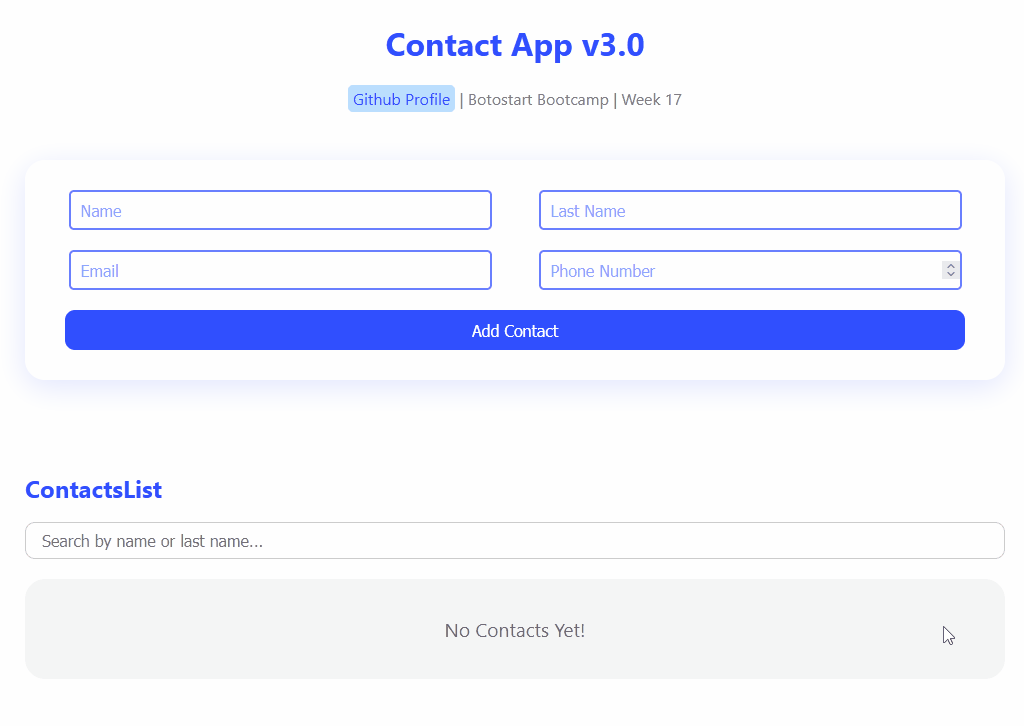 Contact App v3.0
Github Profile | Botostart Bootcamp | Week 17
Name
Last Name
Email
Phone Number
Add Contact
ContactsList
Search by name or last name...
No Contacts Yet!